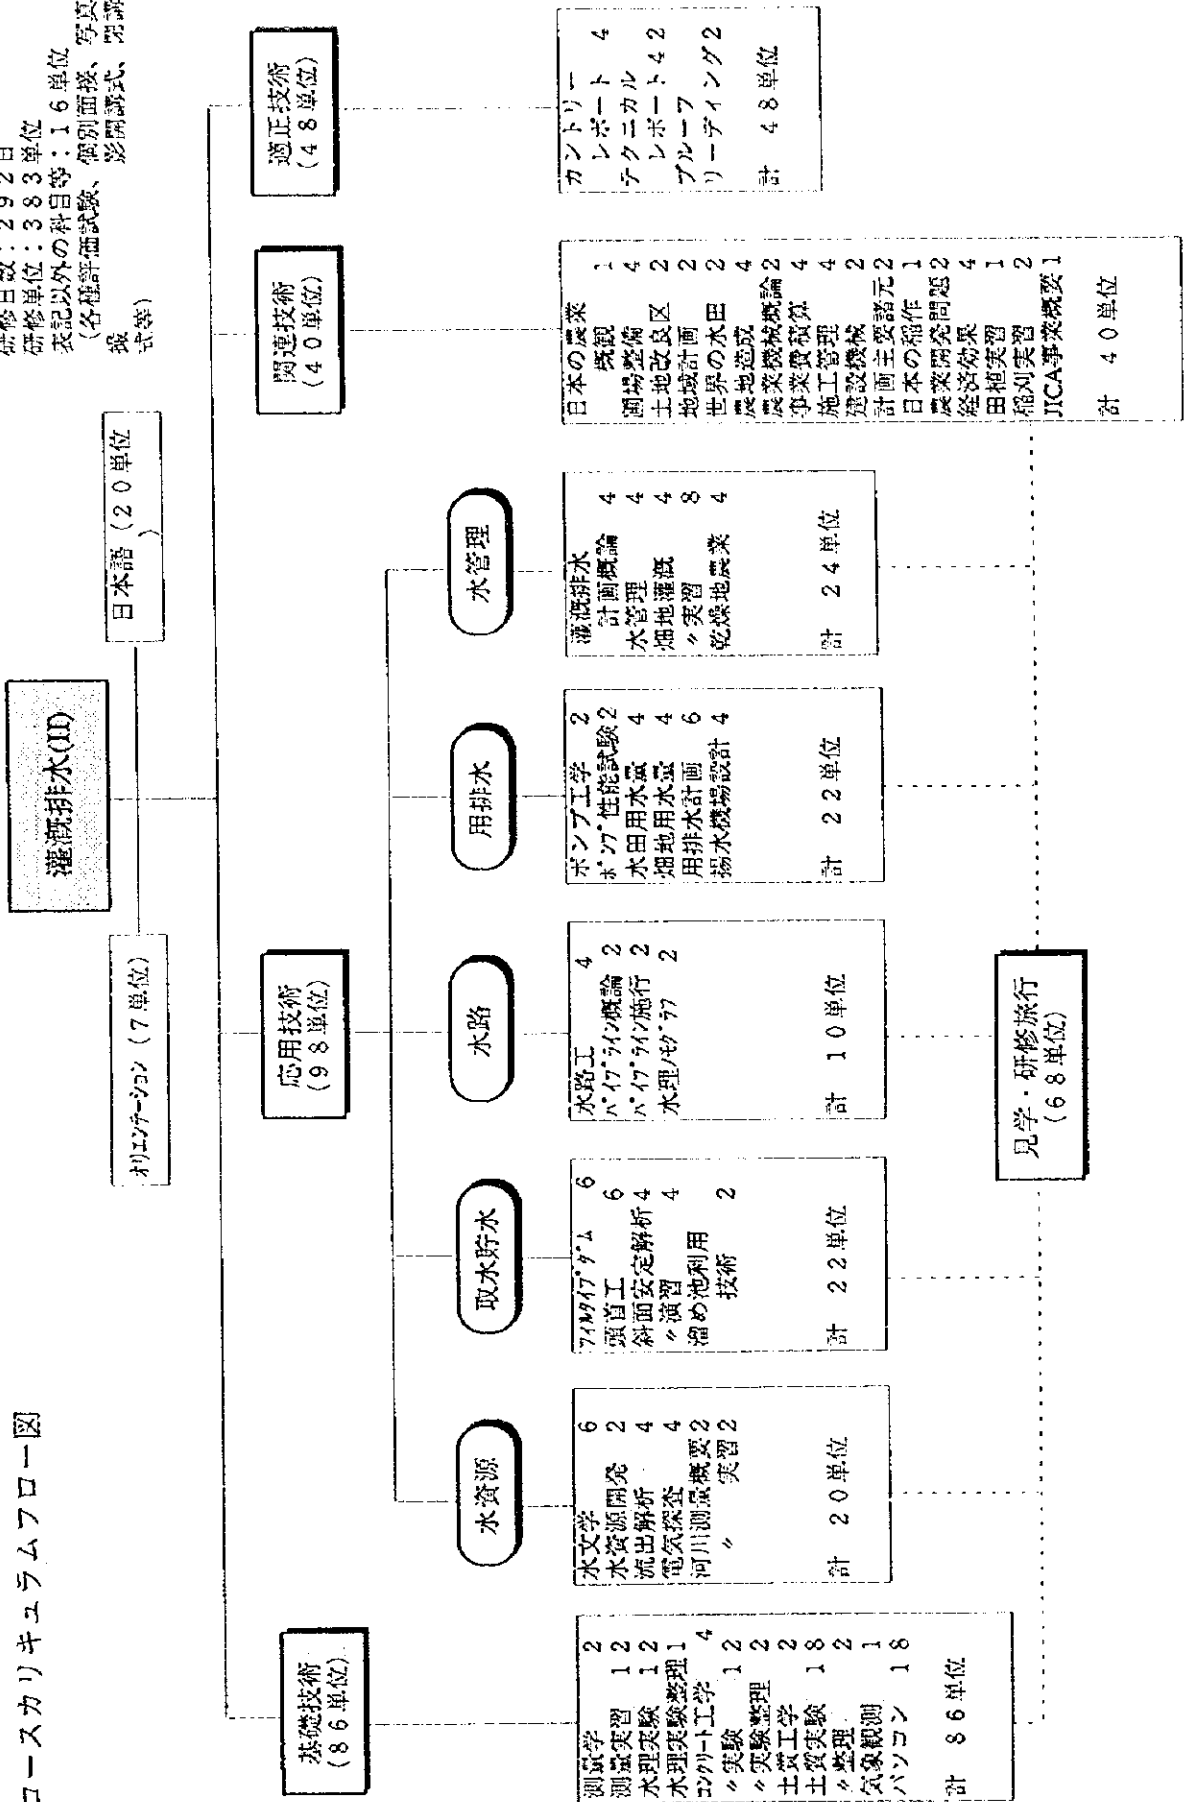 コースカリキュラムフロー図
研修日数:292日
研修単位:383単位
表記以外の科目等:16単位
(各種評価試験、個別面接、写真
撮影開講式、閉講
式等)
灌漑排水(II)
オリエンテーション(7単位)
日本語(20単位
)
基礎技術
(86単位)
応用技術
(98単位)
関連技術
(40単位)
適正技術
(48単位)
水資源
取水貯水
水路
用排水
水管理
測量学 2
測量実習 12
水理実験 12
水理実験整理1
コンクリート工学 4
〃実験 12
〃実験整理 2
土質工学 2
土質実験 18
〃整理 2
気象観測 1
パソコン 18
計 86単位
水文学 6
水資源開発 2
流出解析 4
電気探査 4
河川測量概要2
〃 実習2
計 20単位
フィルタイプダム 6
頭首工 6
斜面安定解析4
〃演習 4
溜め池利用
技術 2
計 22単位
水路工 4
パイプライン概論 2
パイプライン施行 2
水理ノモグラフ 2
計 10単位
ポンプ工学 2
ポンプ性能試験2
水田用水量 4
畑地用水量 4
用排水計画 6
揚水機場設計 4
計 22単位
灌漑排水
計画概論 4
水管理 4
畑地灌漑 4
〃実習 8
乾燥地農業 4
計 24単位
日本の農業
概観 1
圃場整備 4
土地改良区 2
地域計画 2
世界の水田 2
農地造成 4
農業機械概論2
事業費積算 4
施工管理 4
建設機械 2
計画主要諸元2
日本の稲作 1
農業開発問題2
経済効果 4
田植実習 1
稲刈実習 2
JICA事業概要1
計 40単位
カントリー
レポート 4
テクニカル
レポート42
プルーフ
リーディング2
計 48単位
見学・研修旅行
(68単位)